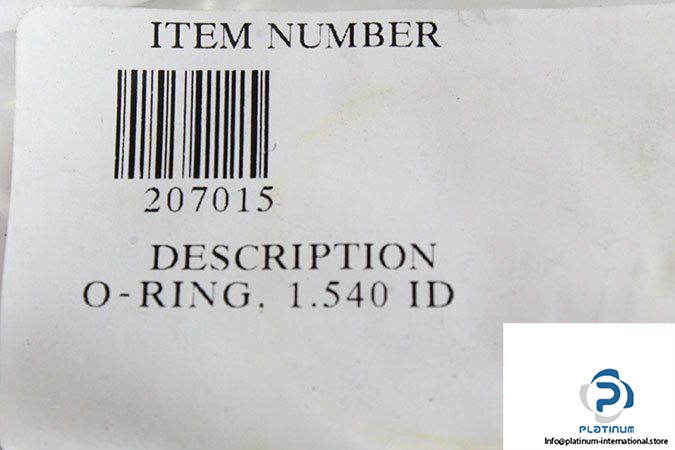 ITEM NUMBER
207015
DESCRIPTION
O-RING, 1.540 ID
PLATINUM
Info@platinum-international.store